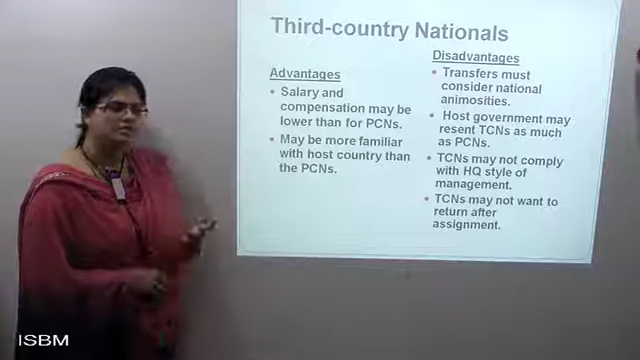 Third-country Nationals
Advantages
• Salary and
compensation may be
lower than for PCNs.
• May be more familiar
with host country than
the PCNs.
Disadvantages
• Transfers must
consider national
animosities.
• Host government may
resent TCNs as much
as PCNs.
• TCNs may not comply
with HQ style of
management.
• TCNs may not want to
return after
assignment.
ISBM